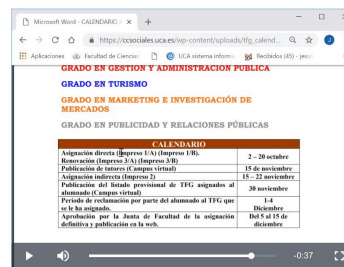 Microsoft Word - CALENDARIO A
https://ccsociales.uca.es/wp-content/uploads/tfg_calend...
Aplicaciones Facultad de Ciencias UCA sistema inform Recibidos (45) - jesus
GRADO EN GESTIÓN Y ADMINISTRACIÓN PÚBLICA
GRADO EN TURISMO
GRADO EN MARKETING E INVESTIGACIÓN DE
MERCADOS
GRADO EN PUBLICIDAD Y RELACIONES PÚBLICAS
CALENDARIO
Asignación directa (Impreso 1/A) (Impreso 1/B).
Renovación (Impreso 3/A) (Impreso 3/B)
2 – 20 octubre
Publicación de tutores (Campus virtual)
15 de noviembre
Asignación indirecta (Impreso 2)
15 – 22 noviembre
Publicación del listado provisional de TFG asignados al
alumnado (Campus virtual)
30 noviembre
Periodo de reclamación por parte del alumnado al TFG que
se le ha asignado.
1-4
Diciembre
Aprobación por la Junta de Facultad de la asignación
definitiva y publicación en la web.
Del 5 al 15 de
diciembre
-0:37